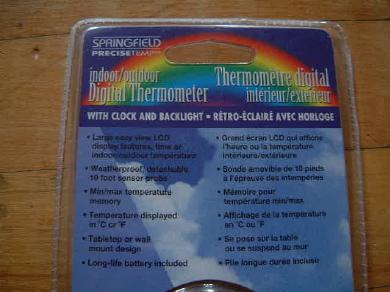 SPRINGFIELD
PRECISETEMP
indoor/outdoor
Digital Thermometer
Thermomètre digital
intérieur/extérieur
WITH CLOCK AND BACKLIGHT • RÉTRO-ÉCLAIRÉ AVEC HORLOGE
• Large easy view LCD
display features, time or
indoor/outdoor temperature
• Weatherproof, detachable
10 foot sensor probe
• Min/max temperature
memory
• Temperature displayed
in °C or °F
• Tabletop or wall
mount design
• Long-life battery included
• Grand écran LCD qui affiche
l'heure ou la température
intérieure/extérieure
• Sonde amovible de 10 pieds
à l'épreuve des intempéries
• Mémoire pour
température min/max
• Affichage de la température
en °C ou °F
• Se pose sur la table
ou se suspend au mur
• Pile longue durée incluse